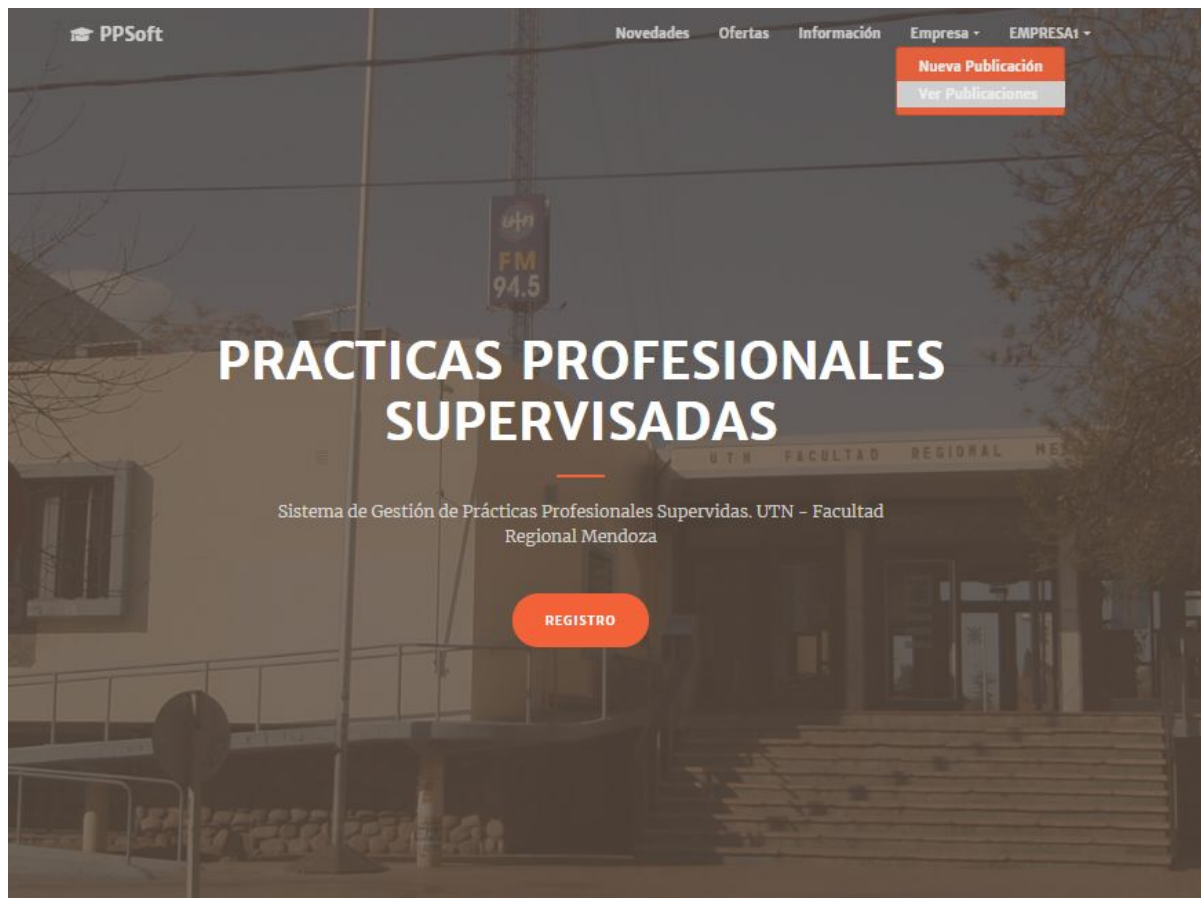 PPSoft
Novedades Ofertas Información Empresa EMPRESA1
Nueva Publicación
Ver Publicaciones
utn
FM
94.5
PRACTICAS PROFESIONALES
SUPERVISADAS
UTN FACULTAD REGIONAL
Sistema de Gestión de Prácticas Profesionales Supervidas. UTN – Facultad
Regional Mendoza
REGISTRO